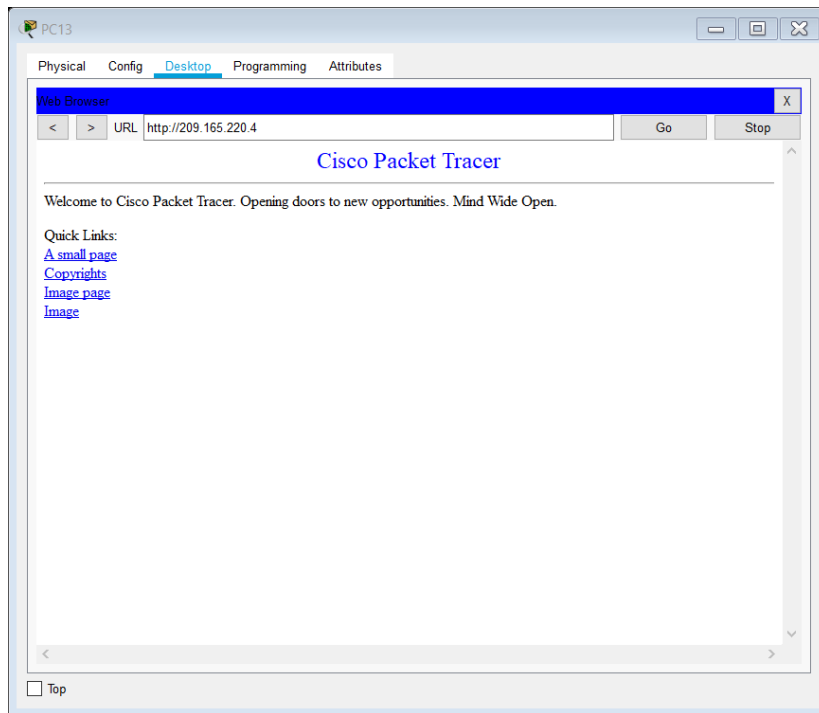 PC13
Physical Config Desktop Programming Attributes
Web Browser
X
< > URL http://209.165.220.4 Go Stop
Cisco Packet Tracer
Welcome to Cisco Packet Tracer. Opening doors to new opportunities. Mind Wide Open.
Quick Links:
A small page
Copyrights
Image page
Image
Top